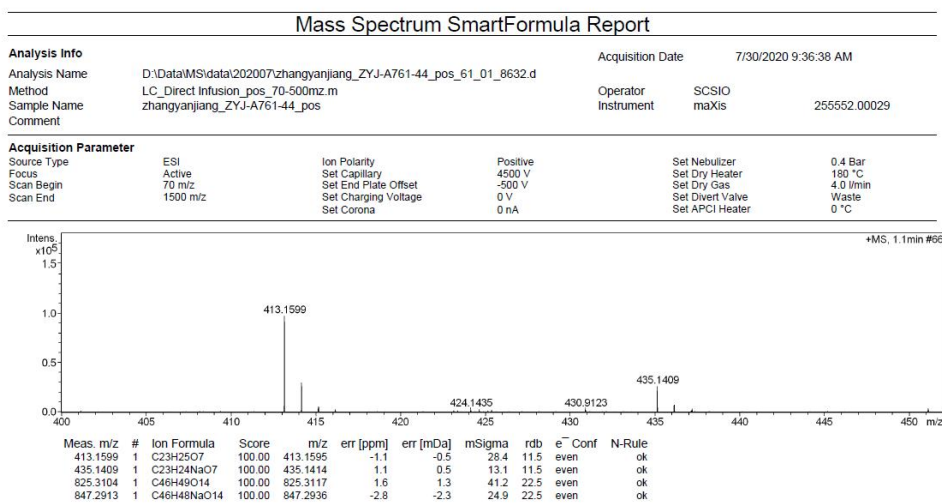 Mass Spectrum SmartFormula Report
Analysis Info Acquisition Date 7/30/2020 9:36:38 AM
Analysis Name D:\Data\MS\data\202007\zhangyanjiang_ZYJ-A761-44_pos_61_01_8632.d
Method LC_Direct Infusion_pos_70-500mz.m Operator SCSIO
Sample Name zhangyanjiang_ZYJ-A761-44_pos Instrument maXis 255552.00029
Comment
Acquisition Parameter
Source Type ESI Ion Polarity Positive Set Nebulizer 0.4 Bar
Focus Active Set Capillary 4500 V Set Dry Heater 180 °C
Scan Begin 70 m/z Set End Plate Offset -500 V Set Dry Gas 4.0 l/min
Scan End 1500 m/z Set Charging Voltage 0 V Set Divert Valve Waste
Set Corona 0 nA Set APCI Heater 0 °C
Intens. +MS, 1.1min #66
x10⁵
1.5
1.0 413.1599
0.5
435.1409
424.1435 430.9123
0.0
400 405 410 415 420 425 430 435 440 445 450 m/z
Meas. m/z # Ion Formula Score m/z err [ppm] err [mDa] mSigma rdb e⁻ Conf N-Rule
413.1599 1 C23H25O7 100.00 413.1595 -1.1 -0.5 28.4 11.5 even ok
435.1409 1 C23H24NaO7 100.00 435.1414 1.1 0.5 13.1 11.5 even ok
825.3104 1 C46H49O14 100.00 825.3117 1.6 1.3 41.2 22.5 even ok
847.2913 1 C46H48NaO14 100.00 847.2936 -2.8 -2.3 24.9 22.5 even ok